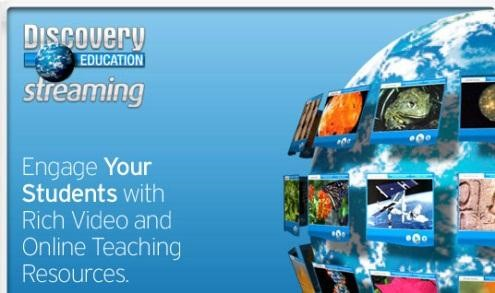 Discovery
EDUCATION
streaming
Engage Your
Students with
Rich Video and
Online Teaching
Resources.